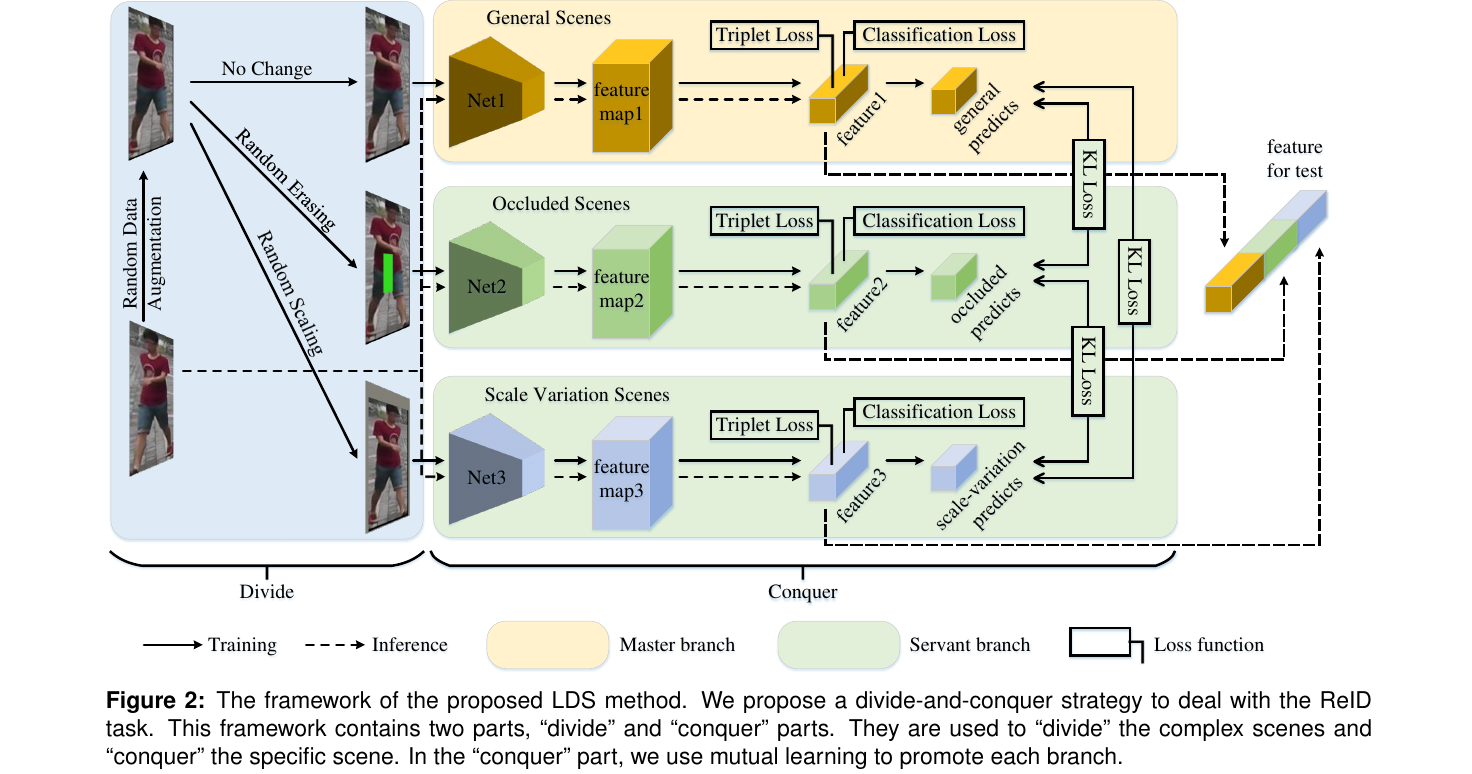 General Scenes
Triplet Loss
Classification Loss
No Change
Net1
feature
map1
feature1
general
predicts
Random Erasing
Random Scaling
Random Data
Augmentation
KL Loss
feature
for test
Occluded Scenes
Triplet Loss
Classification Loss
Net2
feature
map2
feature2
occluded
predicts
KL Loss
KL Loss
Scale Variation Scenes
Triplet Loss
Classification Loss
Net3
feature
map3
feature3
scale-variation
predicts
Divide
Conquer
Training
Inference
Master branch
Servant branch
Loss function
Figure 2: The framework of the proposed LDS method. We propose a divide-and-conquer strategy to deal with the ReID
task. This framework contains two parts, “divide” and “conquer” parts. They are used to “divide” the complex scenes and
“conquer” the specific scene. In the “conquer” part, we use mutual learning to promote each branch.